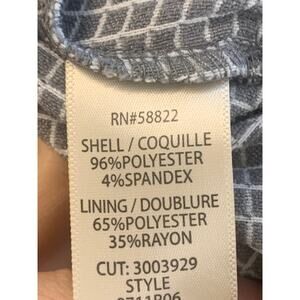 RN#58822
SHELL / COQUILLE
96%POLYESTER
4%SPANDEX
LINING / DOUBLURE
65%POLYESTER
35%RAYON
CUT: 3003929
STYLE